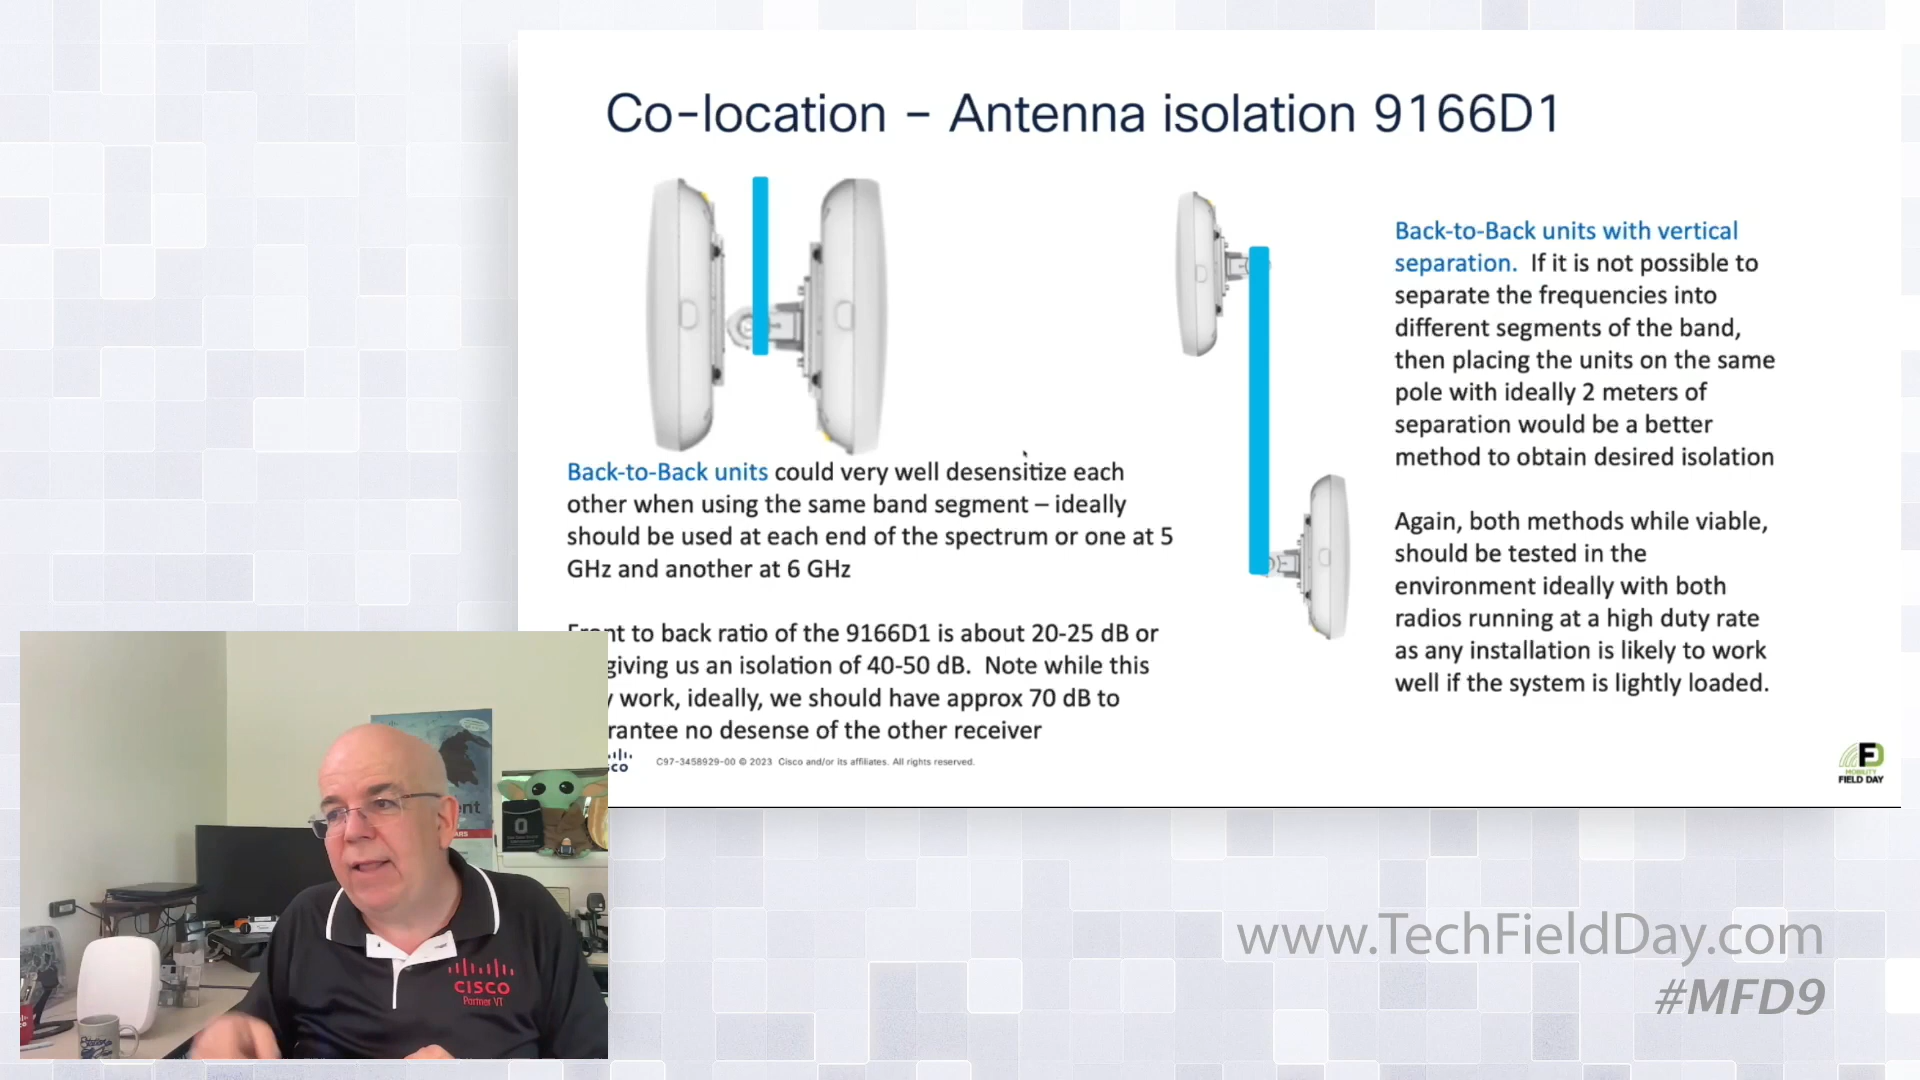 Co-location – Antenna isolation 9166D1
Back-to-Back units could very well desensitize each
other when using the same band segment – ideally
should be used at each end of the spectrum or one at 5
GHz and another at 6 GHz
Front to back ratio of the 9166D1 is about 20-25 dB or
giving us an isolation of 40-50 dB. Note while this
work, ideally, we should have approx 70 dB to
rantee no desense of the other receiver
Back-to-Back units with vertical
separation. If it is not possible to
separate the frequencies into
different segments of the band,
then placing the units on the same
pole with ideally 2 meters of
separation would be a better
method to obtain desired isolation
Again, both methods while viable,
should be tested in the
environment ideally with both
radios running at a high duty rate
as any installation is likely to work
well if the system is lightly loaded.
C97-3458929-00 © 2023 Cisco and/or its affiliates. All rights reserved.
MOBILITY
FIELD DAY
CISCO
Partner VT
www.TechFieldDay.com
#MFD9